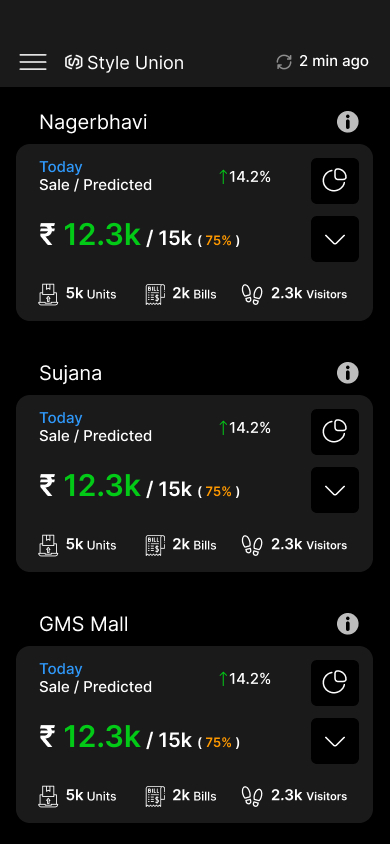 Style Union
2 min ago
Nagerbhavi
Today
Sale / Predicted
↑14.2%
₹ 12.3k / 15k ( 75% )
5k Units
BILL
2k Bills
2.3k Visitors
Sujana
Today
Sale / Predicted
↑14.2%
₹ 12.3k / 15k ( 75% )
5k Units
BILL
2k Bills
2.3k Visitors
GMS Mall
Today
Sale / Predicted
↑14.2%
₹ 12.3k / 15k ( 75% )
5k Units
BILL
2k Bills
2.3k Visitors